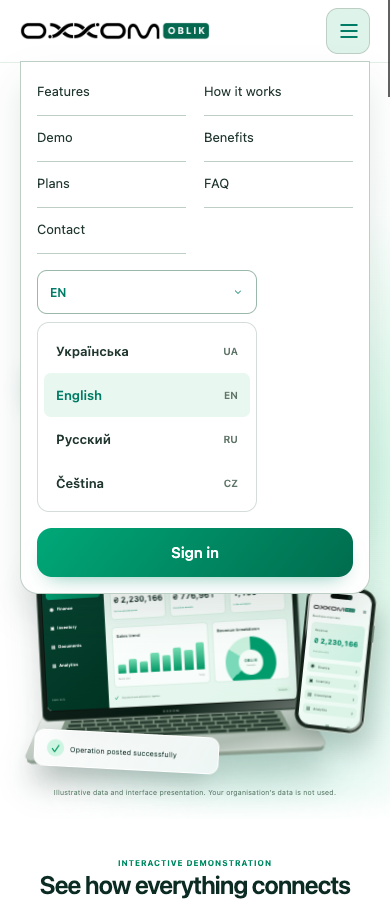 OXXOM OBLIK
Features
How it works
Demo
Benefits
Plans
FAQ
Contact
EN
Українська UA
English EN
Русский RU
Čeština CZ
Sign in
₴ 2,230,166
₴ 776,961
Finance
Inventory
Documents
Analytics
Sales trend
Revenue breakdown
OBLIK
OXXOM
₴ 2,230,166
Operation posted successfully
Illustrative data and interface presentation. Your organisation's data is not used.
INTERACTIVE DEMONSTRATION
See how everything connects